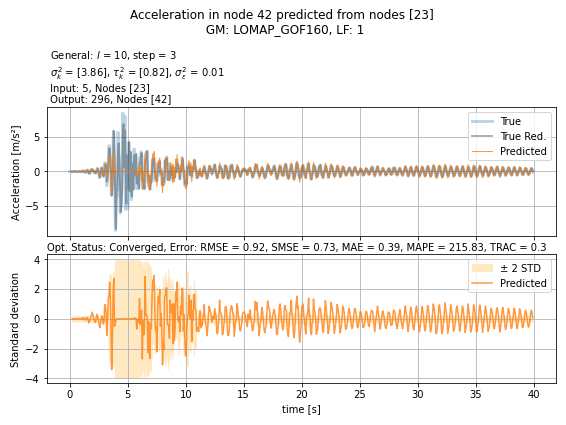 Acceleration in node 42 predicted from nodes [23]
GM: LOMAP_GOF160, LF: 1
General: l = 10, step = 3
σ²ₖ = [3.86], τ²ₖ = [0.82], σ²ε = 0.01
Input: 5, Nodes [23]
Output: 296, Nodes [42]
True
True Red.
Predicted
Acceleration [m/s²]
5
0
−5
Opt. Status: Converged, Error: RMSE = 0.92, SMSE = 0.73, MAE = 0.39, MAPE = 215.83, TRAC = 0.3
± 2 STD
Predicted
Standard deviation
4
2
0
−2
−4
0 5 10 15 20 25 30 35 40
time [s]